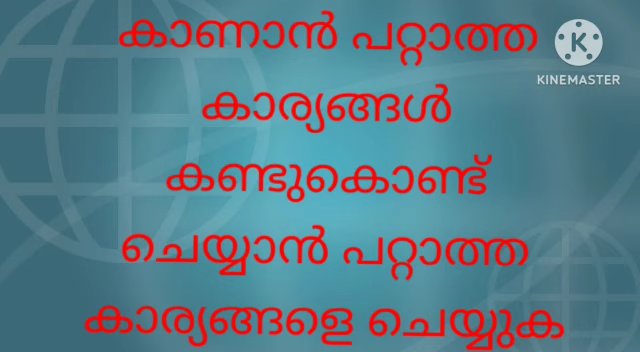 കാണാൻ പറ്റാത്ത
K
KINEMASTER
കാര്യങ്ങൾ
കണ്ടുകൊണ്ട്
ചെയ്യാൻ പറ്റാത്ത
കാര്യങ്ങളെ ചെയ്യുക